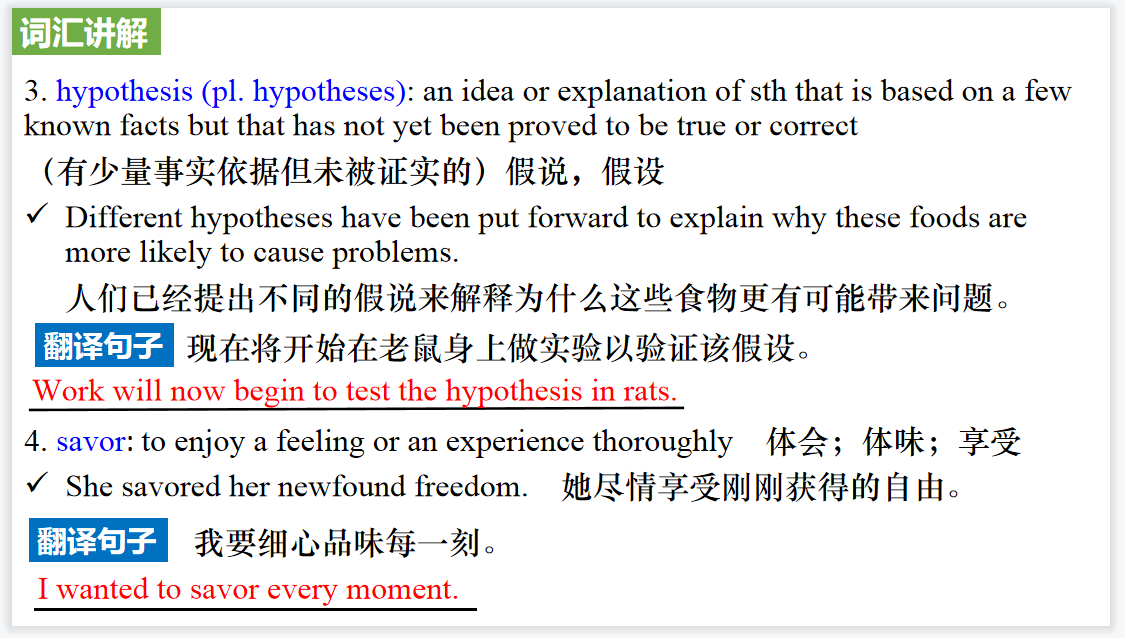 词汇讲解
3. hypothesis (pl. hypotheses): an idea or explanation of sth that is based on a few
known facts but that has not yet been proved to be true or correct
（有少量事实依据但未被证实的）假说，假设
✓ Different hypotheses have been put forward to explain why these foods are
more likely to cause problems.
人们已经提出不同的假说来解释为什么这些食物更有可能带来问题。
翻译句子 现在将开始在老鼠身上做实验以验证该假设。
Work will now begin to test the hypothesis in rats.
4. savor: to enjoy a feeling or an experience thoroughly 体会；体味；享受
✓ She savored her newfound freedom. 她尽情享受刚刚获得的自由。
翻译句子 我要细心品味每一刻。
I wanted to savor every moment.